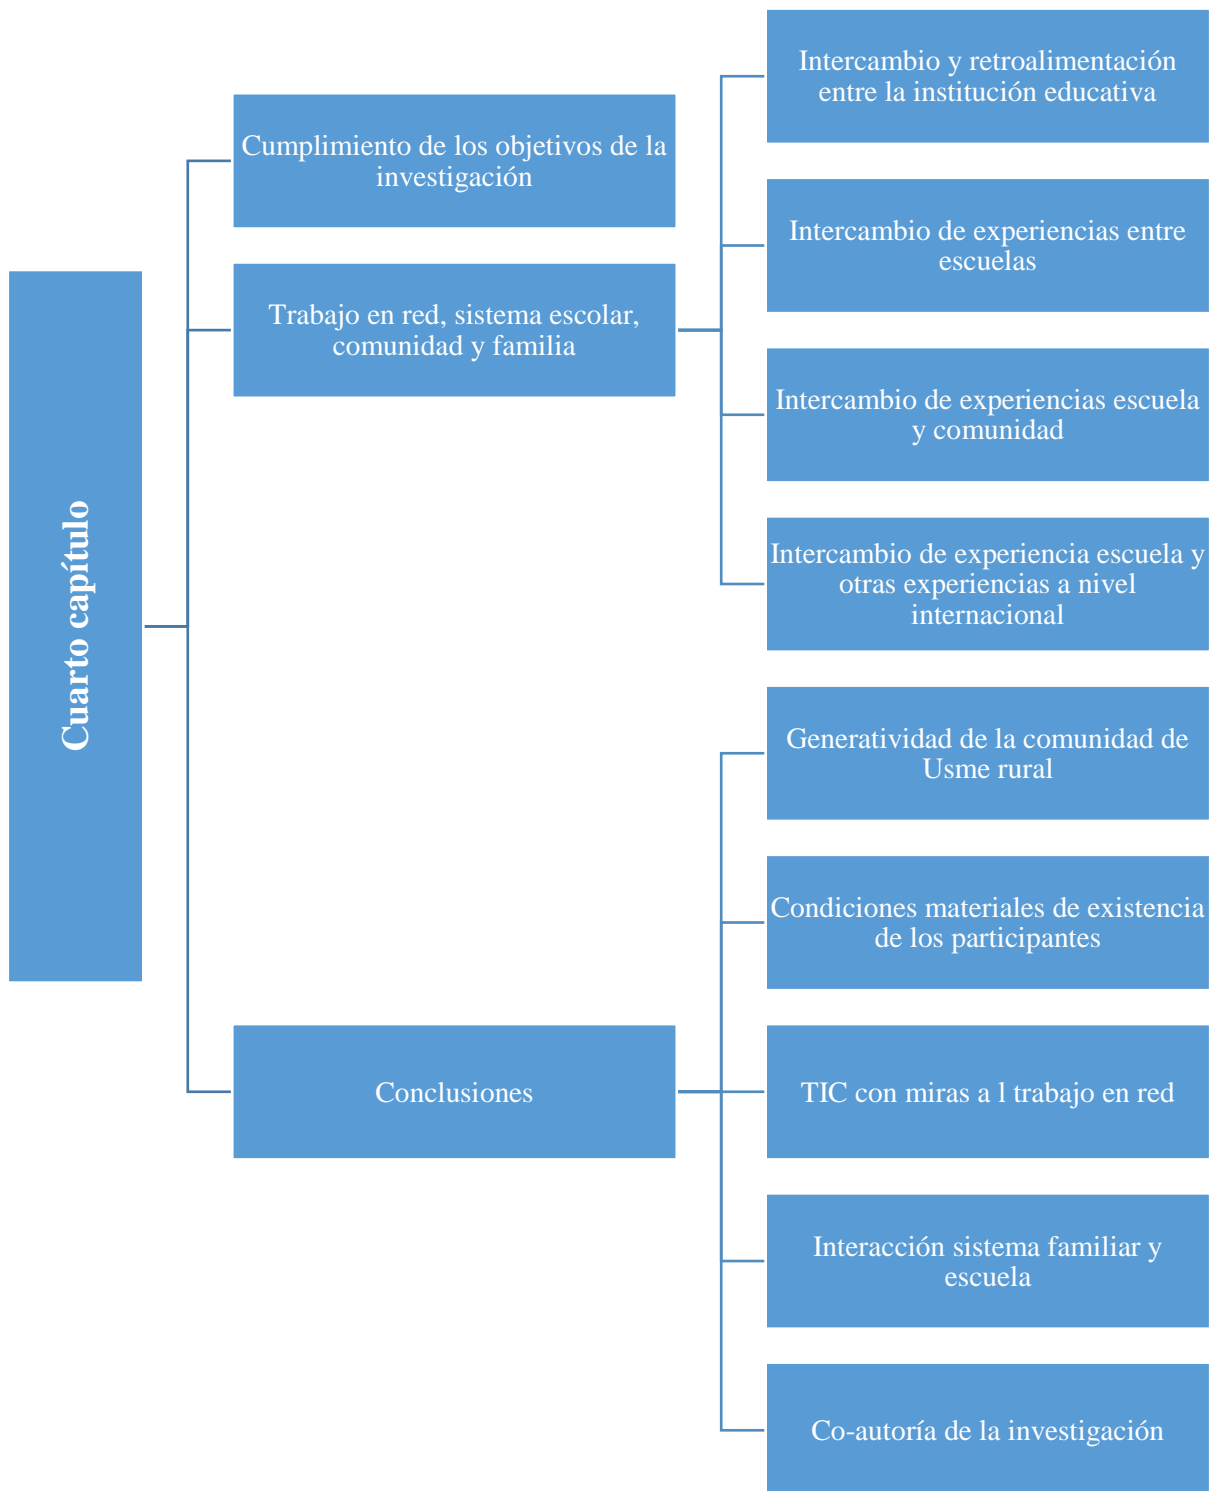 Cuarto capítulo
Cumplimiento de los objetivos de la
investigación
Trabajo en red, sistema escolar,
comunidad y familia
Intercambio y retroalimentación
entre la institución educativa
Intercambio de experiencias entre
escuelas
Intercambio de experiencias escuela
y comunidad
Intercambio de experiencia escuela y
otras experiencias a nivel
internacional
Conclusiones
Generatividad de la comunidad de
Usme rural
Condiciones materiales de existencia
de los participantes
TIC con miras a l trabajo en red
Interacción sistema familiar y
escuela
Co-autoría de la investigación